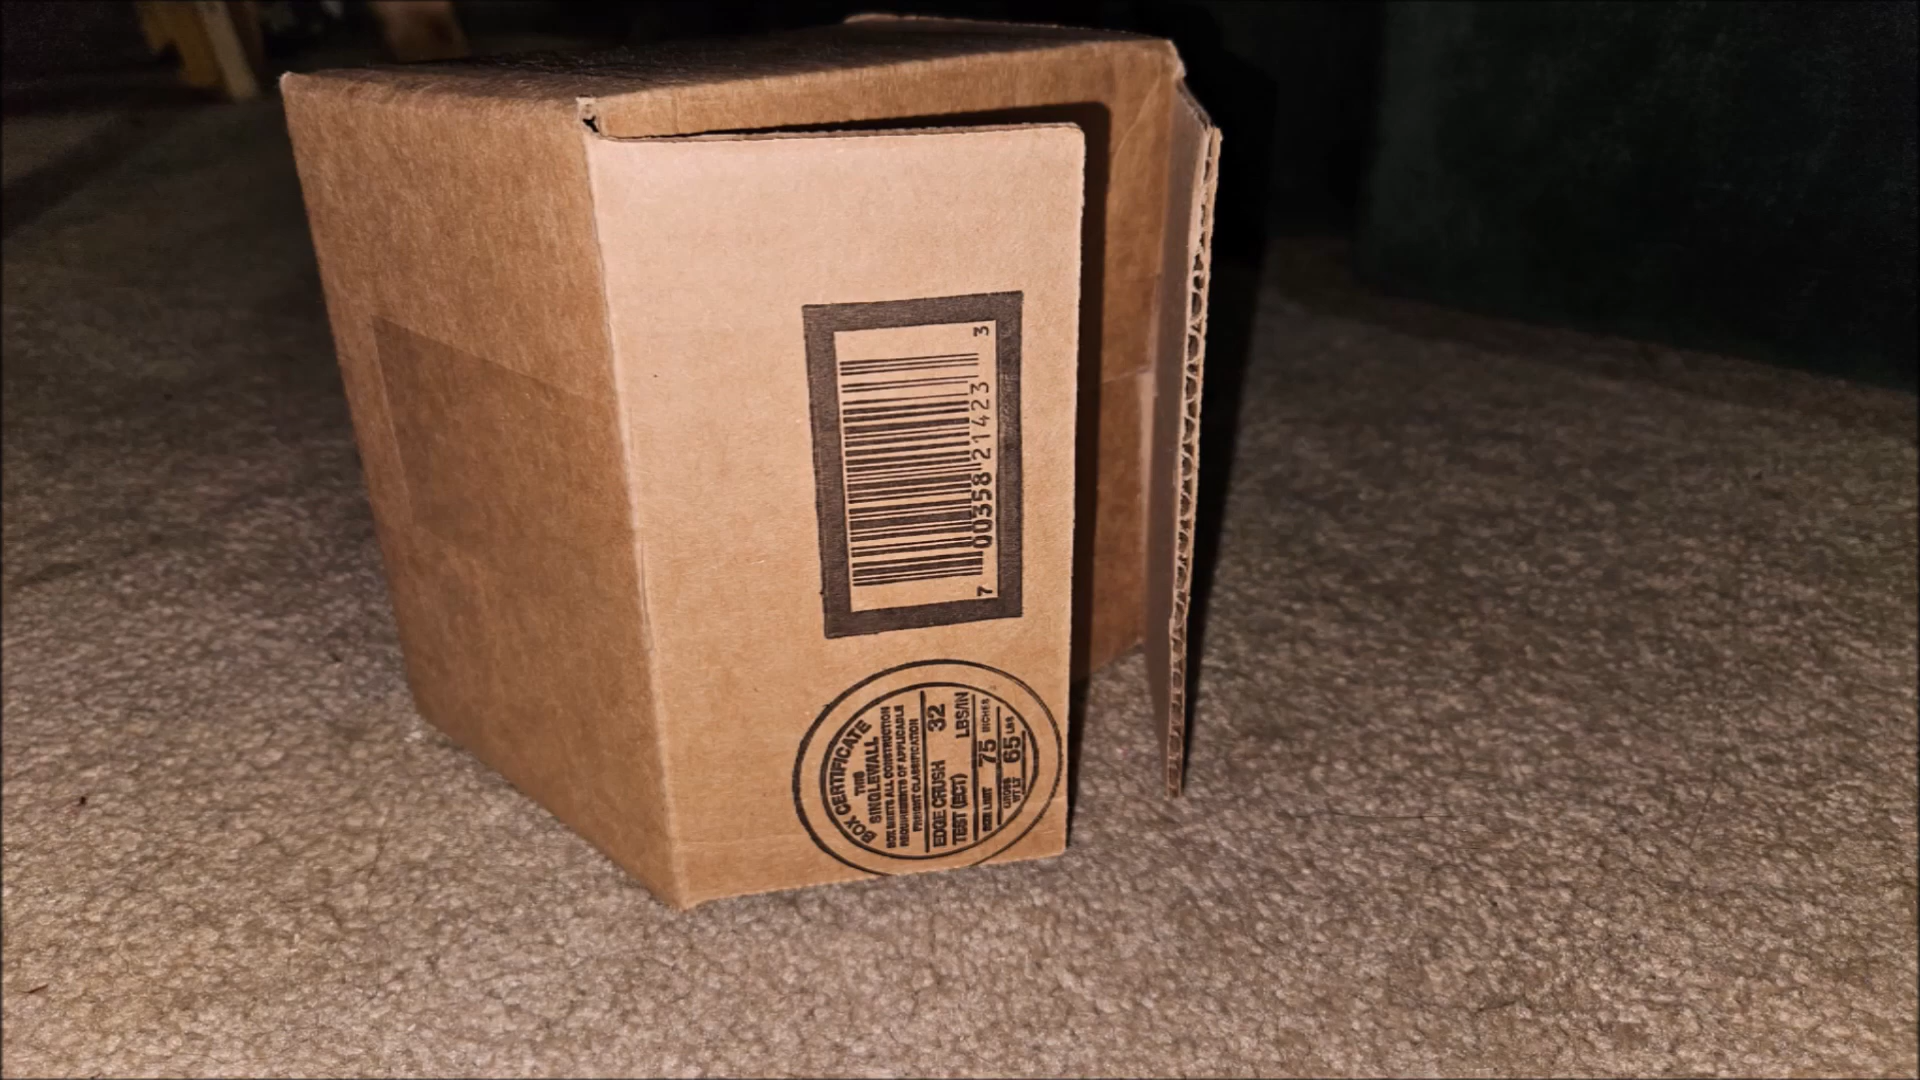 7 00358 21423 3
BOX CERTIFICATE
THIS
SINGLEWALL
BOX MEETS ALL CONSTRUCTION
REQUIREMENTS OF APPLICABLE
FREIGHT CLASSIFICATION
EDGE CRUSH 32
TEST (ECT) LBS/IN
SIZE LIMIT 75 INCHES
GROSS WT LT 65 LBS